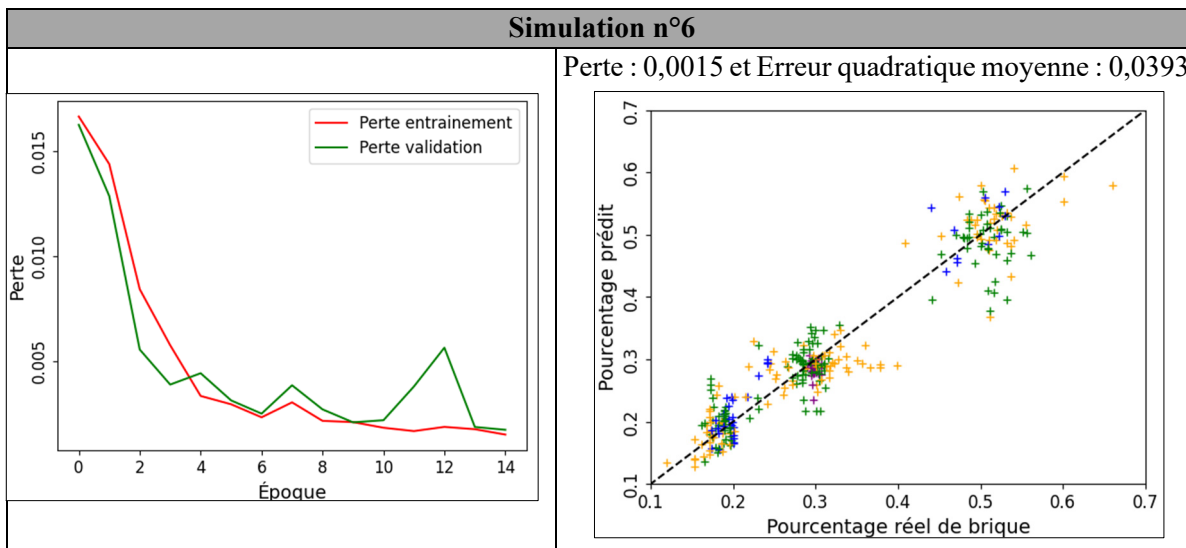 Simulation n°6
Perte : 0,0015 et Erreur quadratique moyenne : 0,0393
Perte entrainement
Perte validation
0.015
0.010
0.005
Perte
0 2 4 6 8 10 12 14
Époque
0.7
0.6
0.5
0.4
0.3
0.2
0.1
Pourcentage prédit
0.1 0.2 0.3 0.4 0.5 0.6 0.7
Pourcentage réel de brique